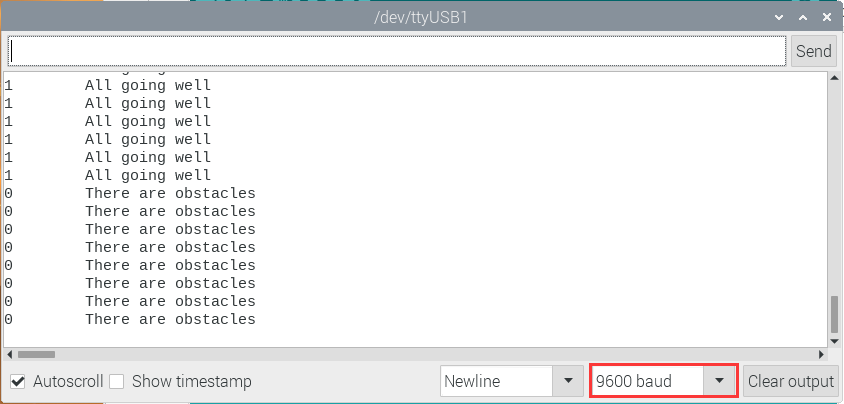 /dev/ttyUSB1
Send
1 All going well
1 All going well
1 All going well
1 All going well
1 All going well
1 All going well
0 There are obstacles
0 There are obstacles
0 There are obstacles
0 There are obstacles
0 There are obstacles
0 There are obstacles
0 There are obstacles
0 There are obstacles
Autoscroll Show timestamp Newline 9600 baud Clear output